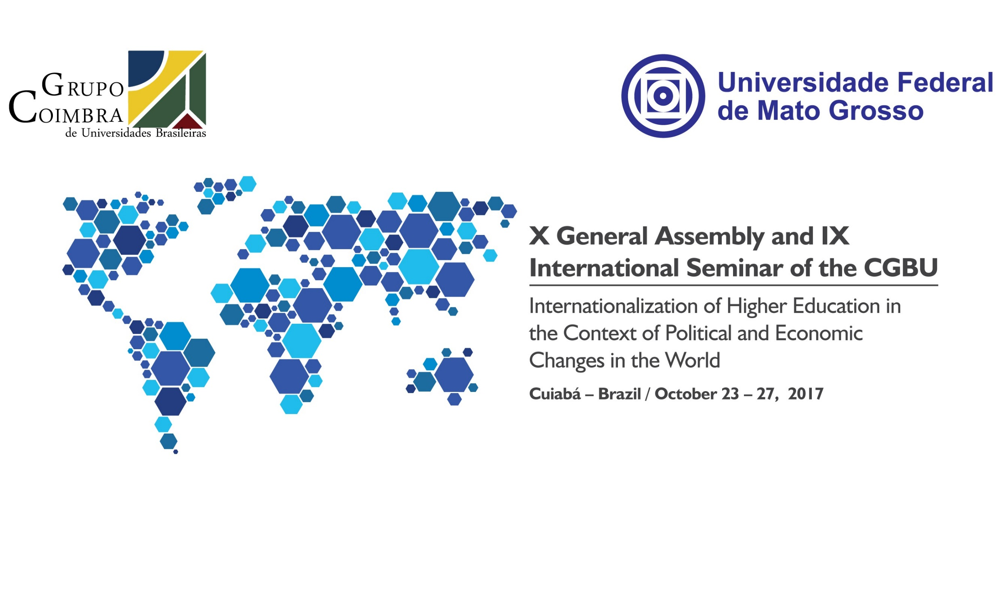 GRUPO
COIMBRA
de Universidades Brasileiras
Universidade Federal
de Mato Grosso
X General Assembly and IX
International Seminar of the CGBU
Internationalization of Higher Education in
the Context of Political and Economic
Changes in the World
Cuiabá – Brazil / October 23 – 27, 2017